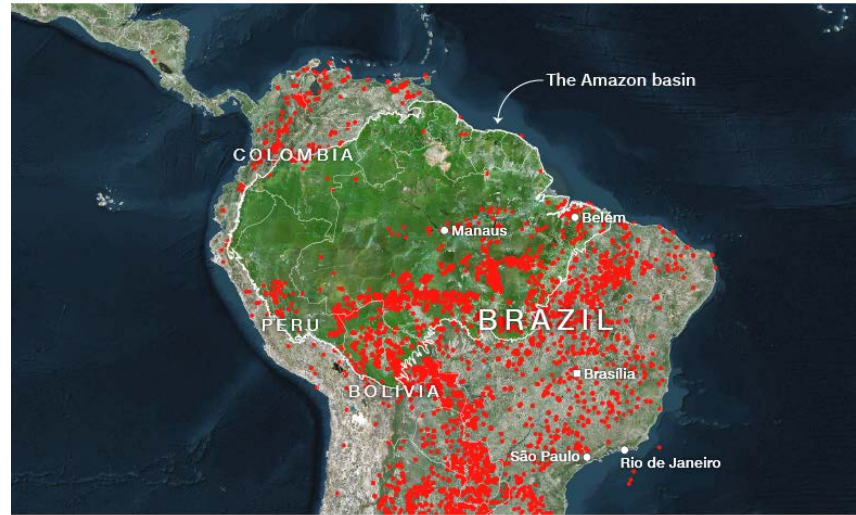 The Amazon basin
COLOMBIA
Belém
Manaus
PERU
BRAZIL
Brasília
BOLIVIA
São Paulo
Rio de Janeiro